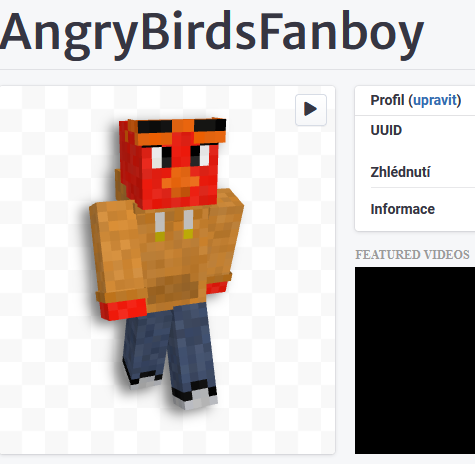 AngryBirdsFanboy
Profil (upravit)
UUID
Zhlédnutí
Informace
FEATURED VIDEOS